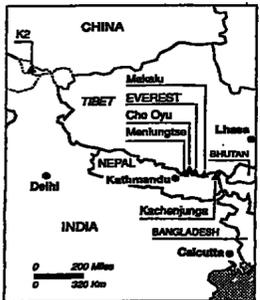 CHINA
K2
Makalu
TIBET
EVEREST
Cho Oyu
Menlungtse
Lhasa
BHUTAN
NEPAL
Kathmandu
Delhi
Kachenjunga
INDIA
BANGLADESH
Calcutta
0 200 Miles
0 320 Km